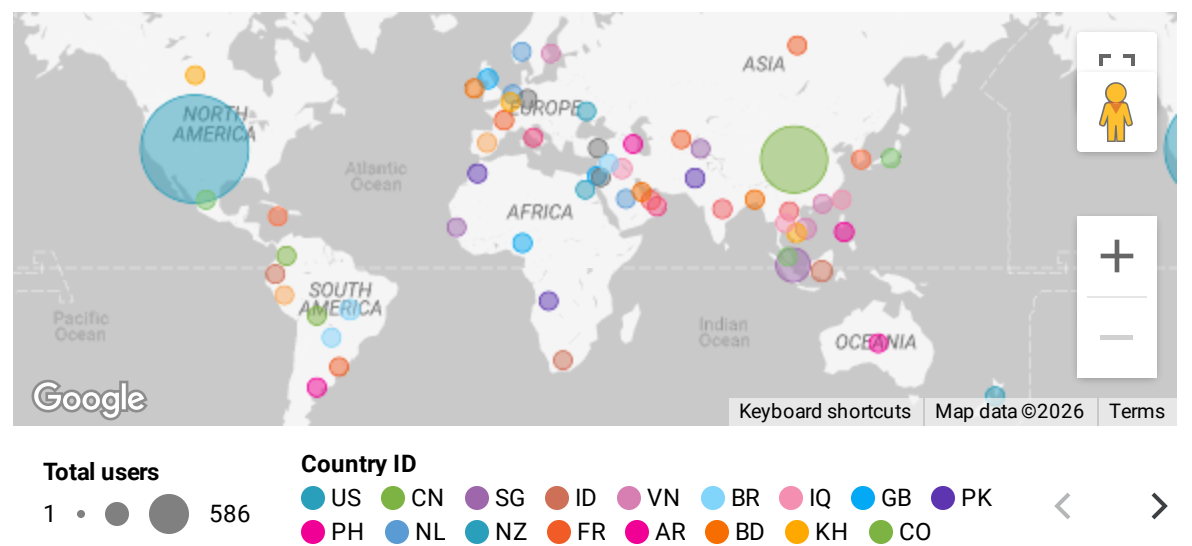 ASIA
NORTH
AMERICA
EUROPE
Atlantic
Ocean
AFRICA
SOUTH
AMERICA
Pacific
Ocean
Indian
Ocean
OCEANIA
Google
Keyboard shortcuts
Map data ©2026
Terms
Total users
1
586
Country ID
US CN SG ID VN BR IQ GB PK
PH NL NZ FR AR BD KH CO